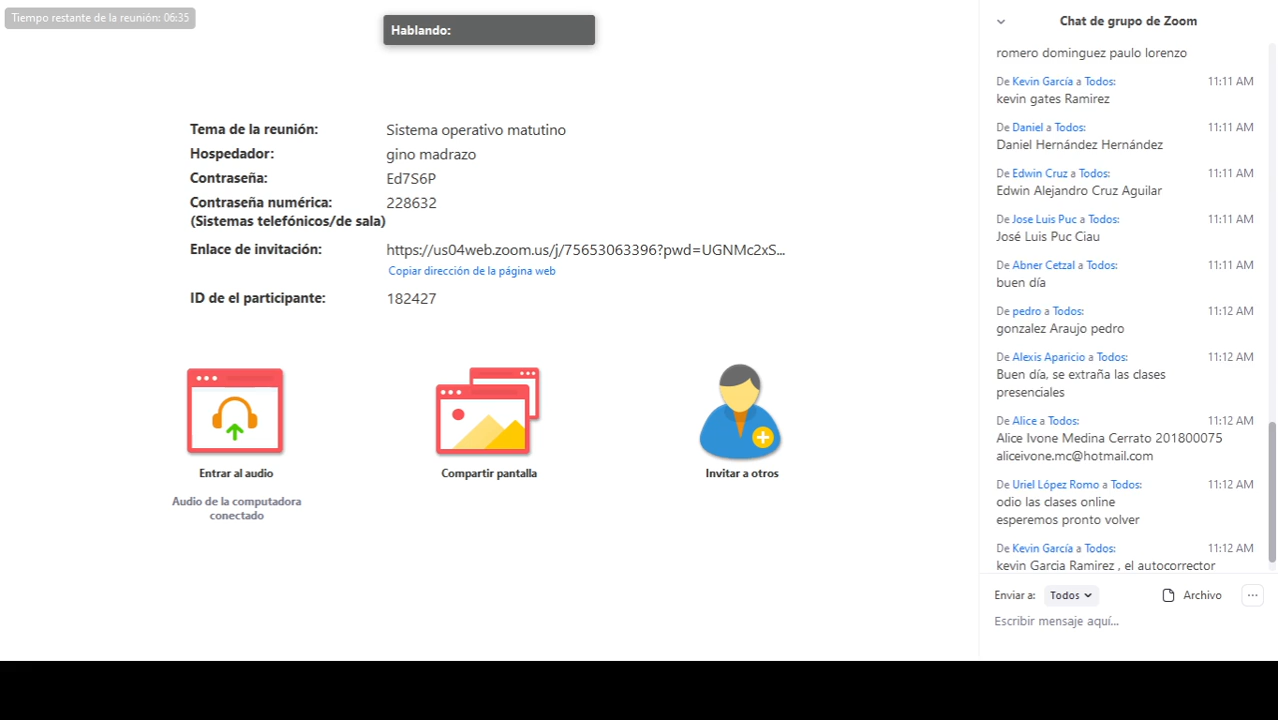 Tiempo restante de la reunión: 06:35
Hablando:
Tema de la reunión: Sistema operativo matutino
Hospedador: gino madrazo
Contraseña: Ed7S6P
Contraseña numérica: 228632
(Sistemas telefónicos/de sala)
Enlace de invitación: https://us04web.zoom.us/j/75653063396?pwd=UGNMc2xS...
Copiar dirección de la página web
ID de el participante: 182427
Entrar al audio
Audio de la computadora
conectado
Compartir pantalla
Invitar a otros
Chat de grupo de Zoom
romero dominguez paulo lorenzo
De Kevin García a Todos: 11:11 AM
kevin gates Ramirez
De Daniel a Todos: 11:11 AM
Daniel Hernández Hernández
De Edwin Cruz a Todos: 11:11 AM
Edwin Alejandro Cruz Aguilar
De Jose Luis Puc a Todos: 11:11 AM
José Luis Puc Ciau
De Abner Cetzal a Todos: 11:11 AM
buen día
De pedro a Todos: 11:12 AM
gonzalez Araujo pedro
De Alexis Aparicio a Todos: 11:12 AM
Buen día, se extraña las clases
presenciales
De Alice a Todos: 11:12 AM
Alice Ivone Medina Cerrato 201800075
aliceivone.mc@hotmail.com
De Uriel López Romo a Todos: 11:12 AM
odio las clases online
esperemos pronto volver
De Kevin García a Todos: 11:12 AM
kevin Garcia Ramirez , el autocorrector
Enviar a: Todos Archivo ...
Escribir mensaje aquí...